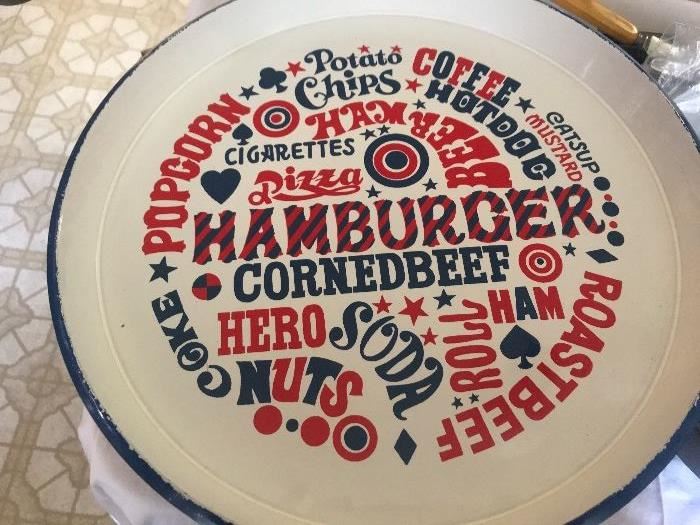 Potato
Chips
COFFEE
HOTDOG
CATSUP
MUSTARD
POPCORN
HAM
BEER
CIGARETTES
Pizza
HAMBURGER
CORNEDBEEF
COKE
HERO
SODA
ROLL
HAM
ROASTBEEF
NUTS